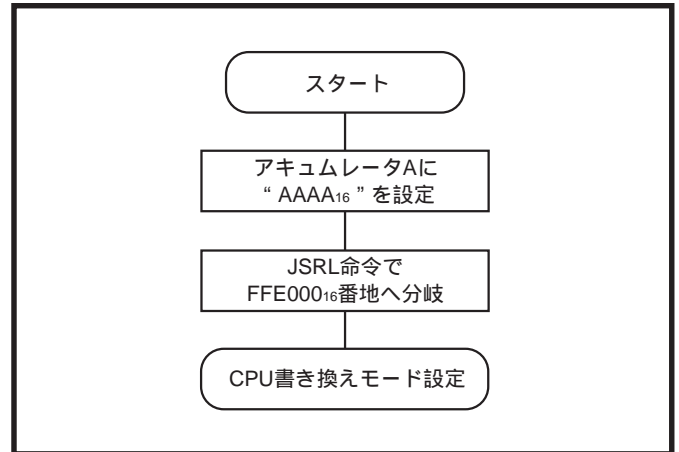 スタート
アキュムレータAに
“ AAAA₁₆ ” を設定
JSRL命令で
FFE000₁₆番地へ分岐
CPU書き換えモード設定